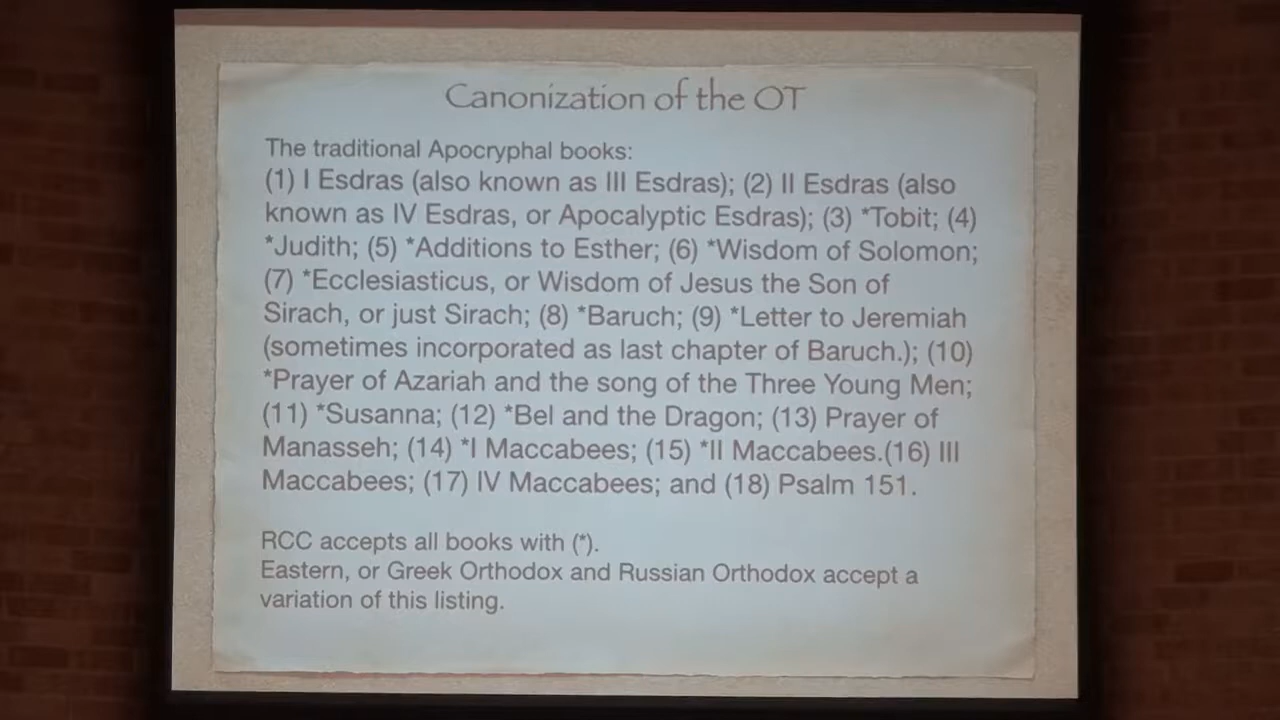 Canonization of the OT
The traditional Apocryphal books:
(1) I Esdras (also known as III Esdras); (2) II Esdras (also
known as IV Esdras, or Apocalyptic Esdras); (3) *Tobit; (4)
*Judith; (5) *Additions to Esther; (6) *Wisdom of Solomon;
(7) *Ecclesiasticus, or Wisdom of Jesus the Son of
Sirach, or just Sirach; (8) *Baruch; (9) *Letter to Jeremiah
(sometimes incorporated as last chapter of Baruch.); (10)
*Prayer of Azariah and the song of the Three Young Men;
(11) *Susanna; (12) *Bel and the Dragon; (13) Prayer of
Manasseh; (14) *I Maccabees; (15) *II Maccabees.(16) III
Maccabees; (17) IV Maccabees; and (18) Psalm 151.
RCC accepts all books with (*).
Eastern, or Greek Orthodox and Russian Orthodox accept a
variation of this listing.